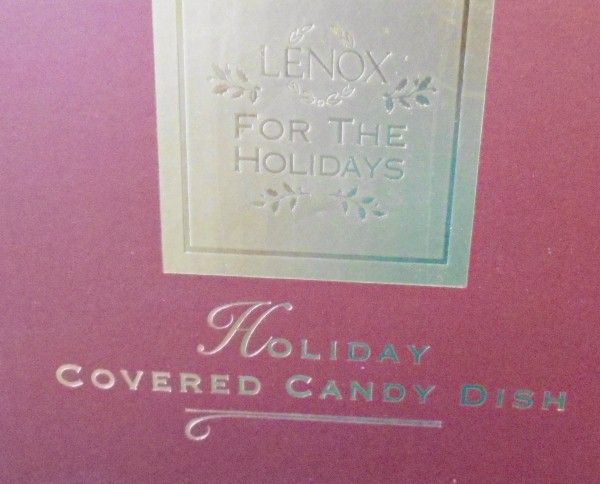 LENOX
FOR THE
HOLIDAYS
HOLIDAY
COVERED CANDY DISH